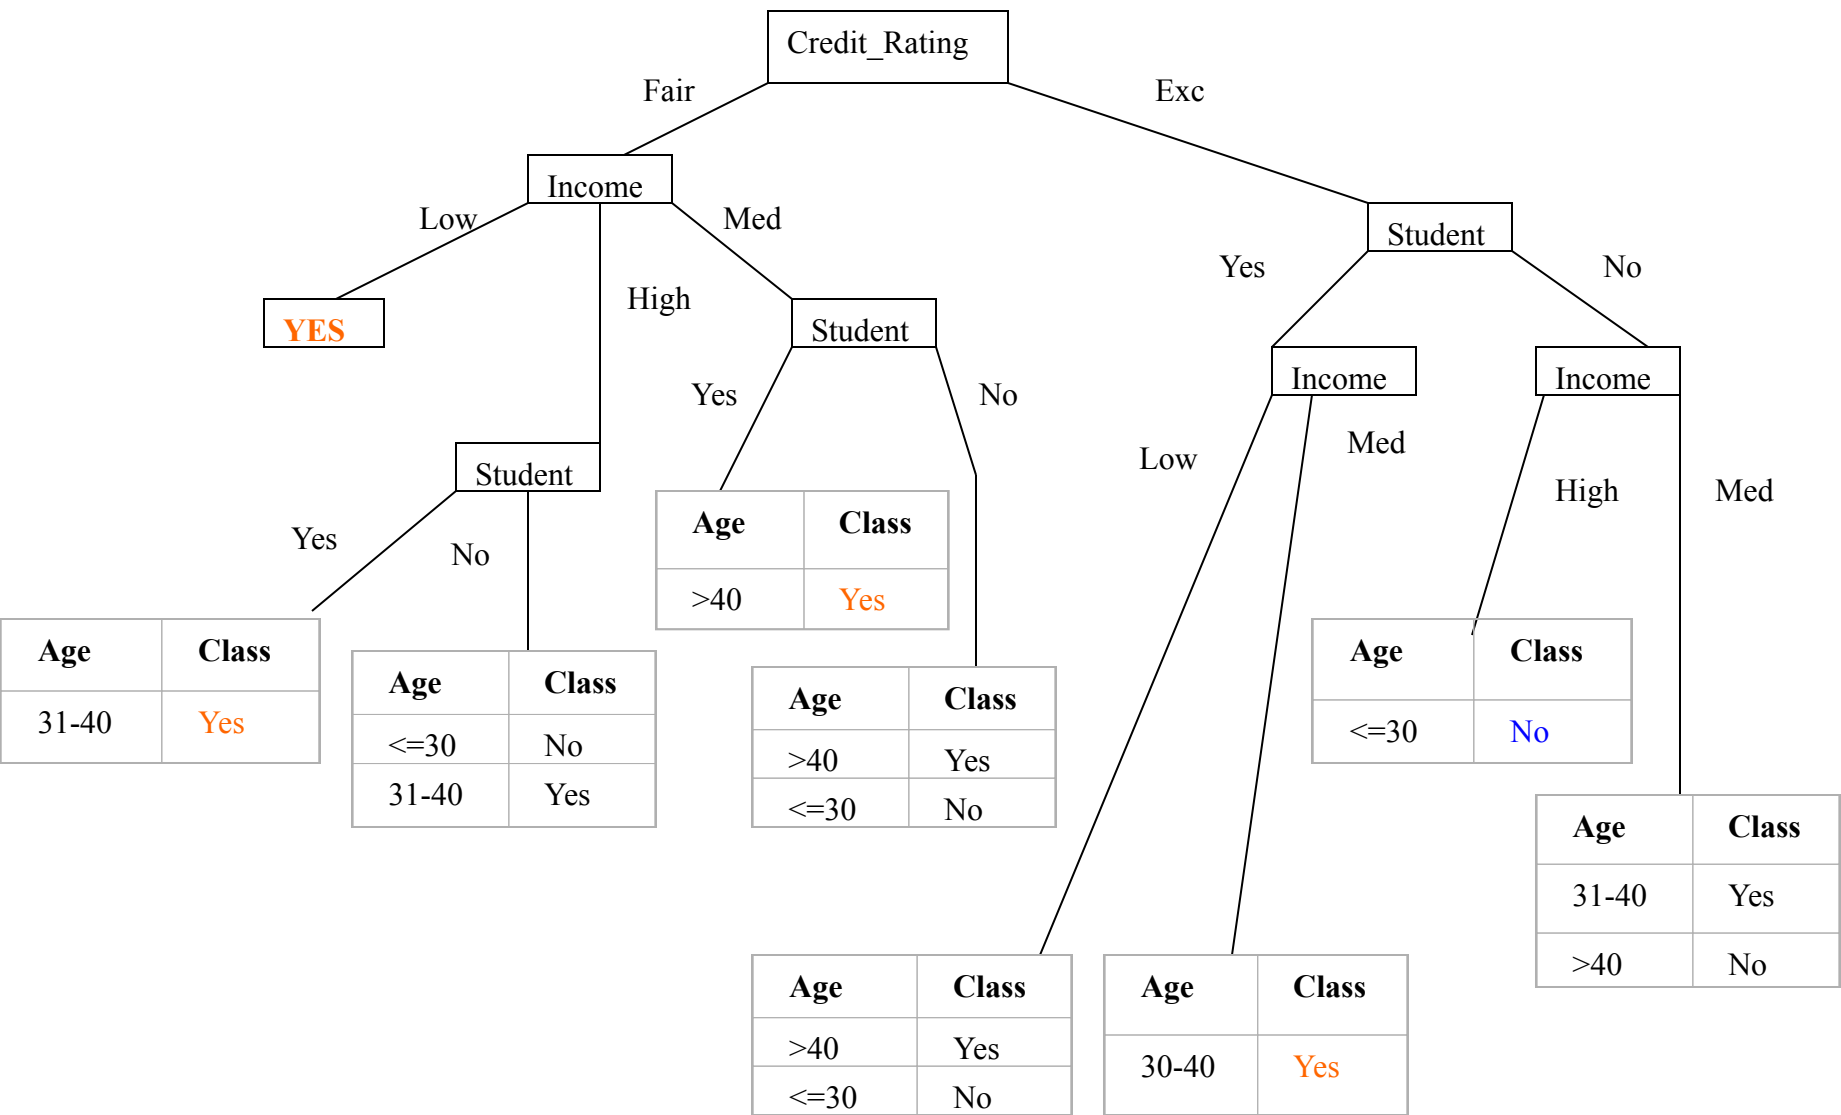 Credit_Rating
Fair
Exc
Income
Low
Med
Student
Yes
No
High
YES
Student
Income
Income
Yes
No
Med
Low
Student
High
Med
Age Class
>40 Yes
Yes
No
Age Class
31-40 Yes
Age Class
<=30 No
31-40 Yes
Age Class
>40 Yes
<=30 No
Age Class
<=30 No
Age Class
31-40 Yes
>40 No
Age Class
>40 Yes
<=30 No
Age Class
30-40 Yes